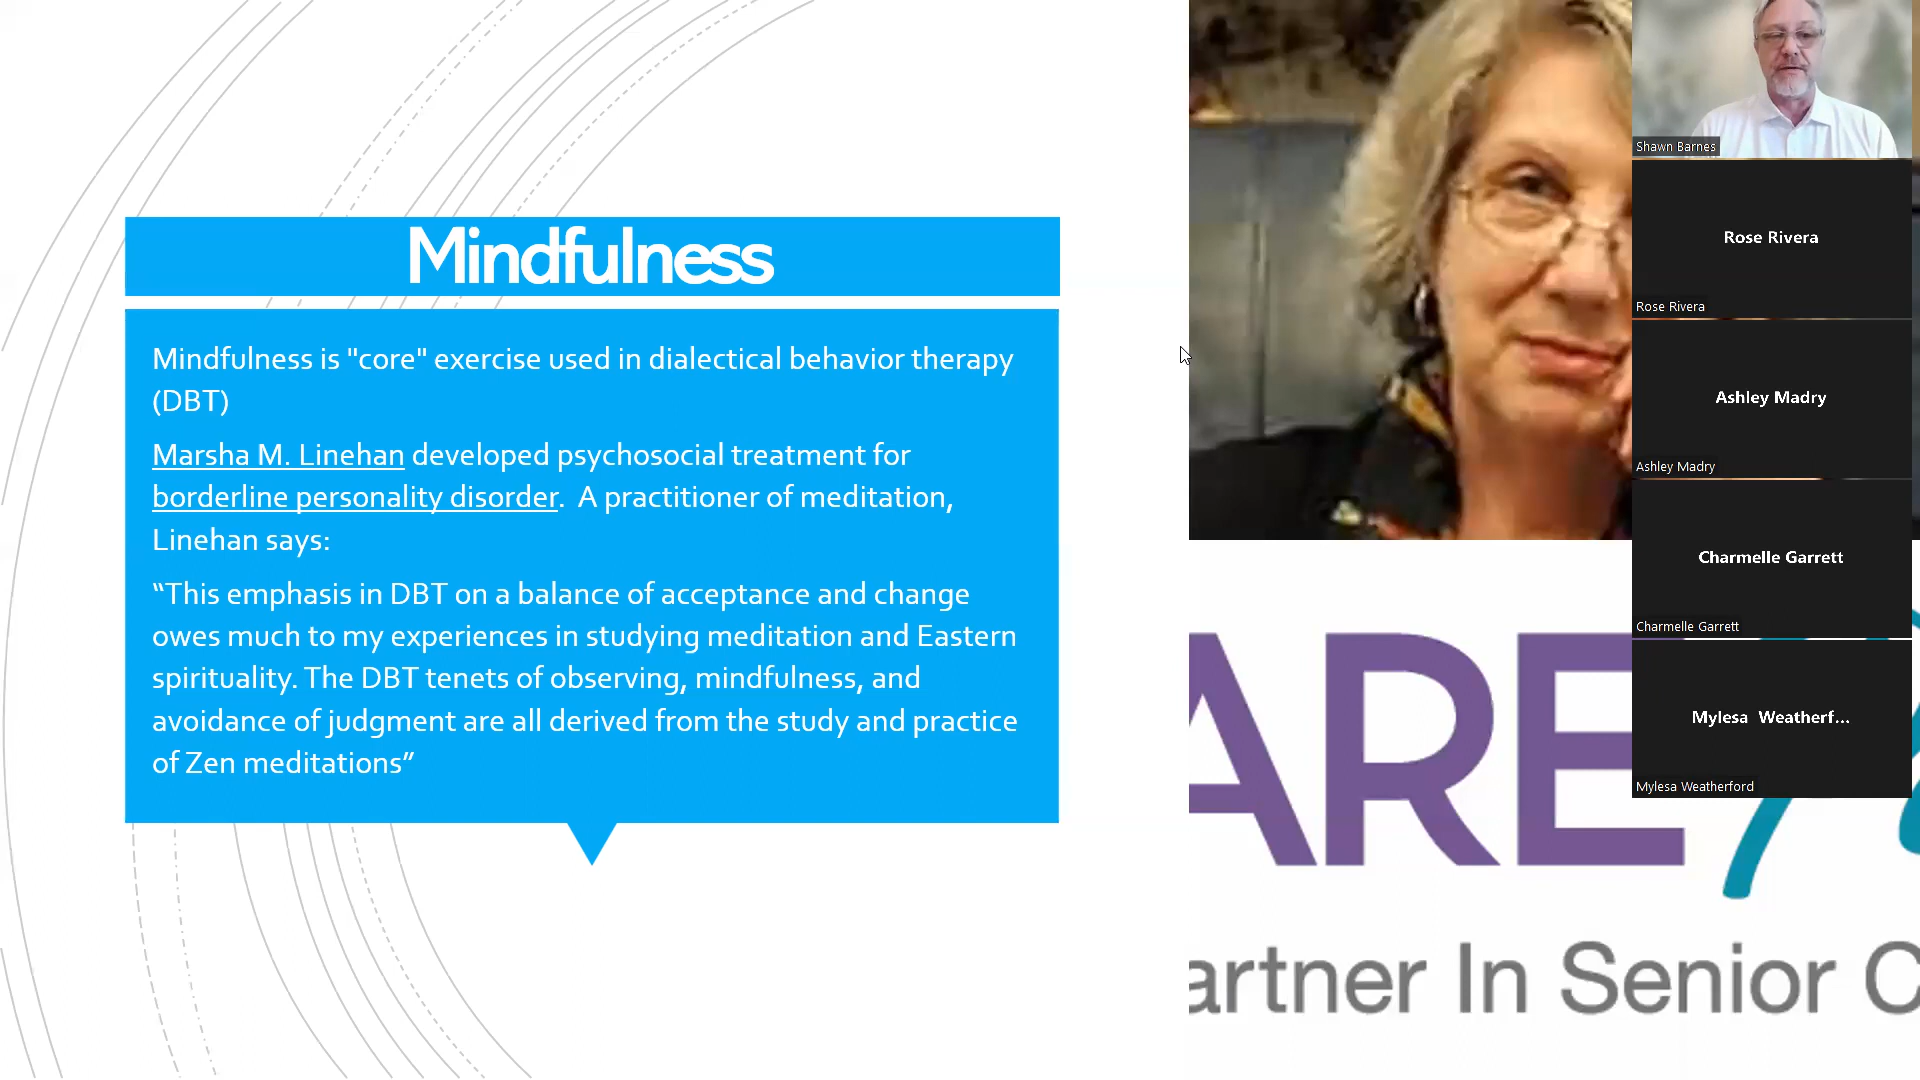 Mindfulness
Mindfulness is "core" exercise used in dialectical behavior therapy
(DBT)
Marsha M. Linehan developed psychosocial treatment for
borderline personality disorder.  A practitioner of meditation,
Linehan says:
“This emphasis in DBT on a balance of acceptance and change
owes much to my experiences in studying meditation and Eastern
spirituality. The DBT tenets of observing, mindfulness, and
avoidance of judgment are all derived from the study and practice
of Zen meditations”
Shawn Barnes
Rose Rivera
Rose Rivera
Ashley Madry
Ashley Madry
Charmelle Garrett
Charmelle Garrett
Mylesa  Weatherf...
Mylesa Weatherford
ARE
artner In Senior C